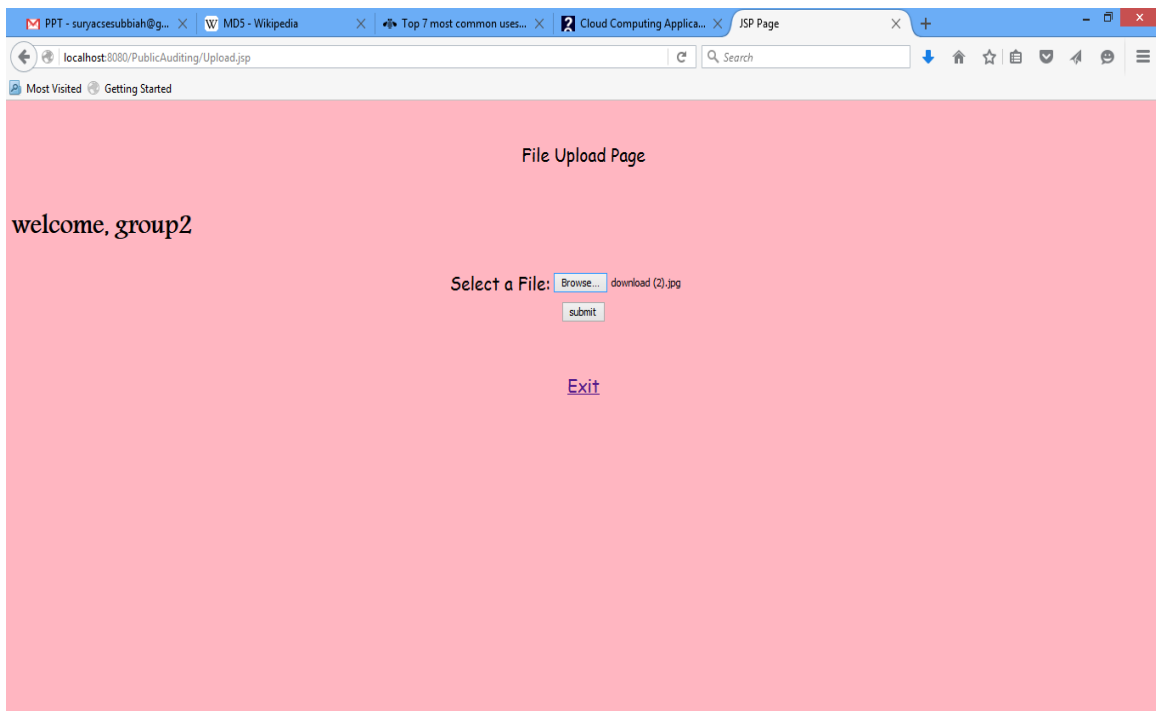 PPT - suryacsesubbiah@g... MD5 - Wikipedia Top 7 most common uses... Cloud Computing Applica... JSP Page
localhost:8080/PublicAuditing/Upload.jsp Search
Most Visited Getting Started
File Upload Page
welcome, group2
Select a File: Browse... download (2).jpg
submit
Exit